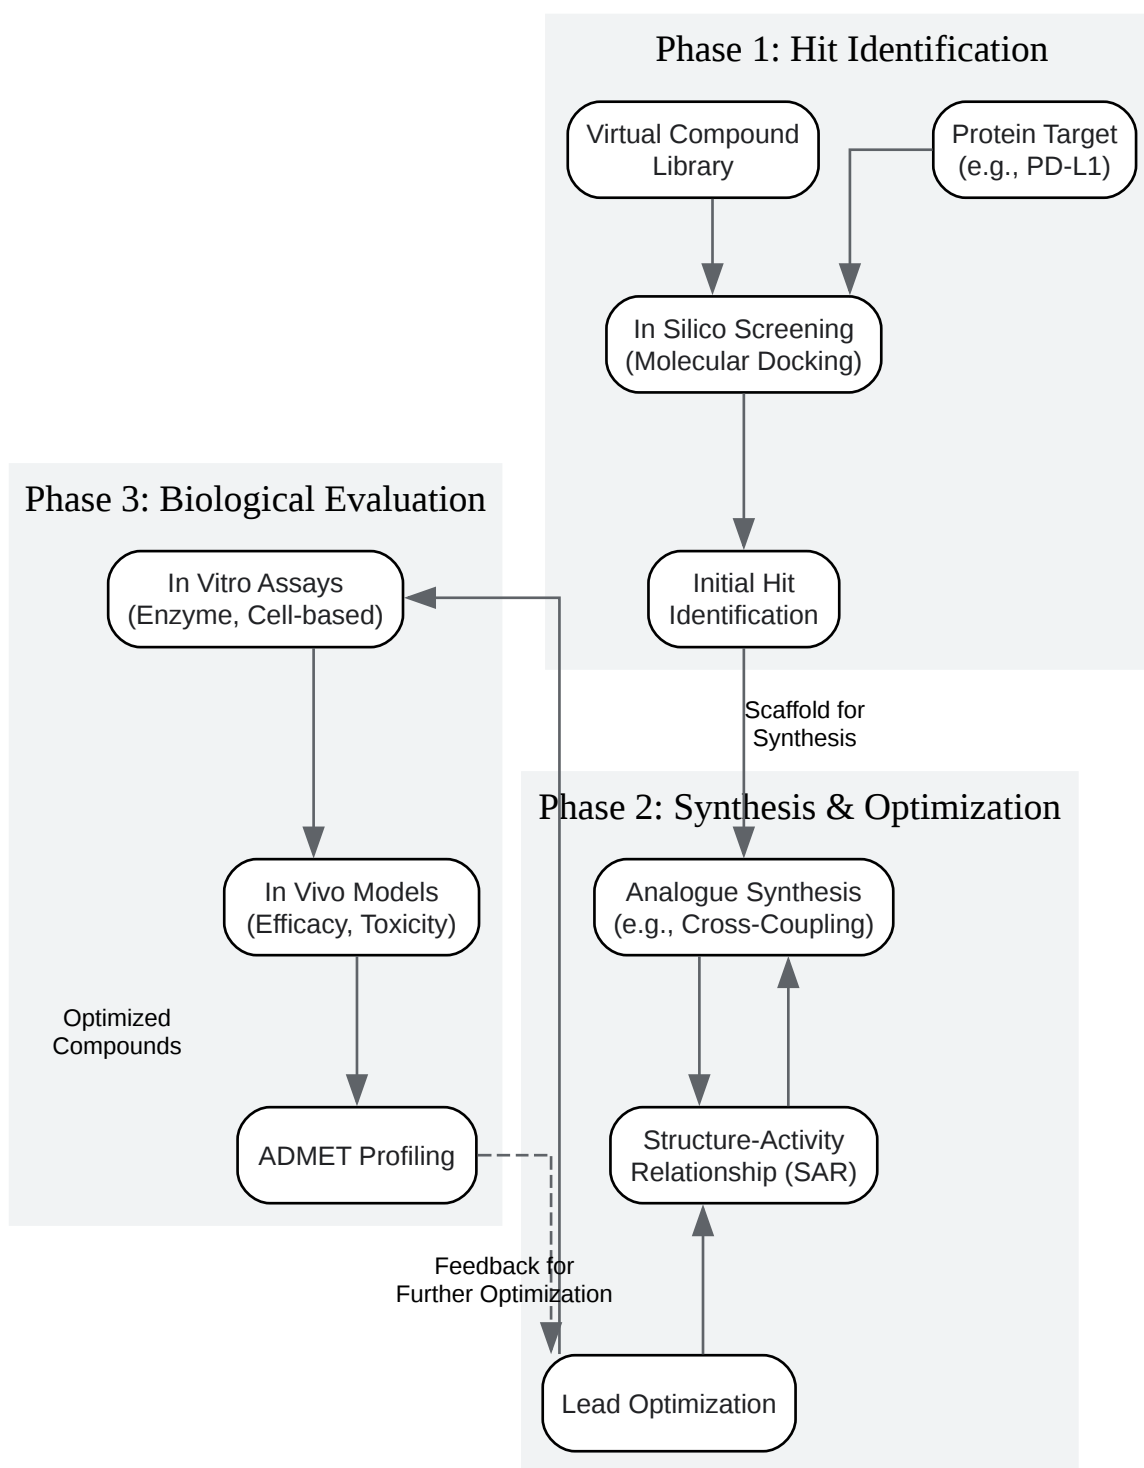 Phase 1: Hit Identification
Virtual Compound
Library
Protein Target
(e.g., PD-L1)
In Silico Screening
(Molecular Docking)
Initial Hit
Identification
Scaffold for
Synthesis
Phase 2: Synthesis & Optimization
Analogue Synthesis
(e.g., Cross-Coupling)
Structure-Activity
Relationship (SAR)
Lead Optimization
Phase 3: Biological Evaluation
In Vitro Assays
(Enzyme, Cell-based)
In Vivo Models
(Efficacy, Toxicity)
Optimized
Compounds
ADMET Profiling
Feedback for
Further Optimization